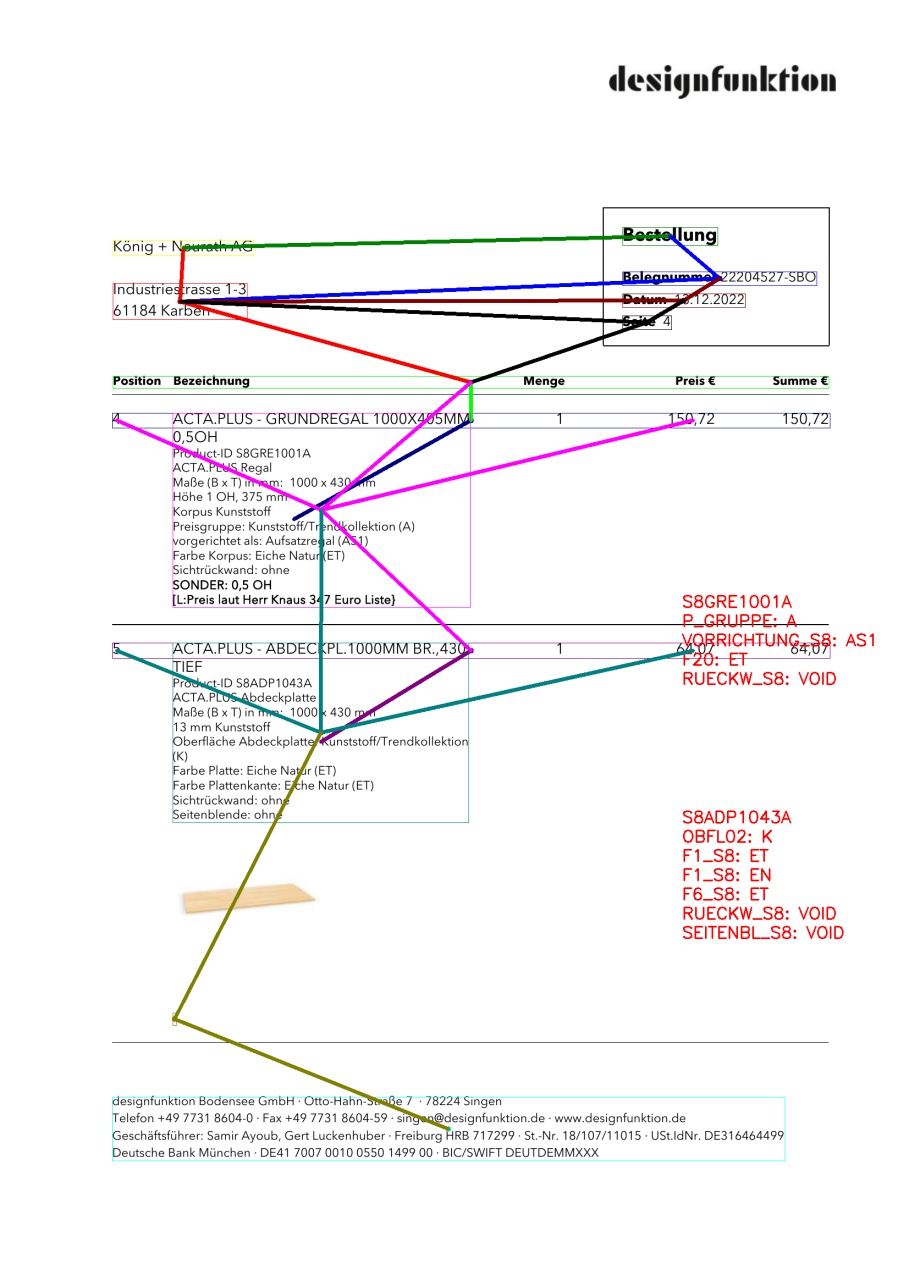 designfunktion
König + Neurath AG
Industriestrasse 1-3
61184 Karben
Bestellung
Belegnummer 22204527-SBO
Datum 13.12.2022
Seite 4
Position Bezeichnung Menge Preis € Summe €
4 ACTA.PLUS - GRUNDREGAL 1000X405MM 1 150,72 150,72
0,5OH
Product-ID S8GRE1001A
ACTA.PLUS Regal
Maße (B x T) in mm: 1000 x 430 mm
Höhe 1 OH, 375 mm
Korpus Kunststoff
Preisgruppe: Kunststoff/Trendkollektion (A)
vorgerichtet als: Aufsatzregal (AS1)
Farbe Korpus: Eiche Natur (ET)
Sichtrückwand: ohne
SONDER: 0,5 OH
[L:Preis laut Herr Knaus 347 Euro Liste}
S8GRE1001A
P_GRUPPE: A
VORRICHTUNG_S8: AS1
F20: ET
RUECKW_S8: VOID
5 ACTA.PLUS - ABDECKPL.1000MM BR.,430 1 64,07 64,07
TIEF
Product-ID S8ADP1043A
ACTA.PLUS Abdeckplatte
Maße (B x T) in mm: 1000 x 430 mm
13 mm Kunststoff
Oberfläche Abdeckplatte: Kunststoff/Trendkollektion
(K)
Farbe Platte: Eiche Natur (ET)
Farbe Plattenkante: Eiche Natur (ET)
Sichtrückwand: ohne
Seitenblende: ohne
S8ADP1043A
OBFL02: K
F1_S8: ET
F1_S8: EN
F6_S8: ET
RUECKW_S8: VOID
SEITENBL_S8: VOID
designfunktion Bodensee GmbH · Otto-Hahn-Straße 7 · 78224 Singen
Telefon +49 7731 8604-0 · Fax +49 7731 8604-59 · singen@designfunktion.de · www.designfunktion.de
Geschäftsführer: Samir Ayoub, Gert Luckenhuber · Freiburg HRB 717299 · St.-Nr. 18/107/11015 · USt.IdNr. DE316464499
Deutsche Bank München · DE41 7007 0010 0550 1499 00 · BIC/SWIFT DEUTDEMMXXX